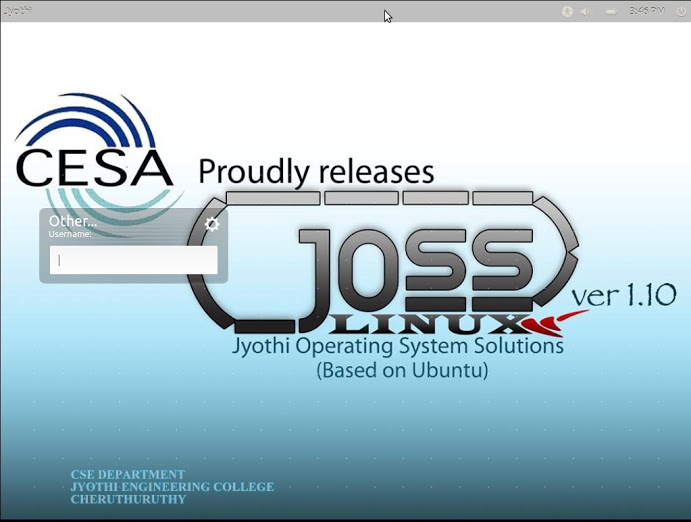 Jyothi
3:46 PM
CESA
Proudly releases
Other...
Username:
JOSS
LINUX
ver 1.10
Jyothi Operating System Solutions
(Based on Ubuntu)
CSE DEPARTMENT
JYOTHI ENGINEERING COLLEGE
CHERUTHURUTHY